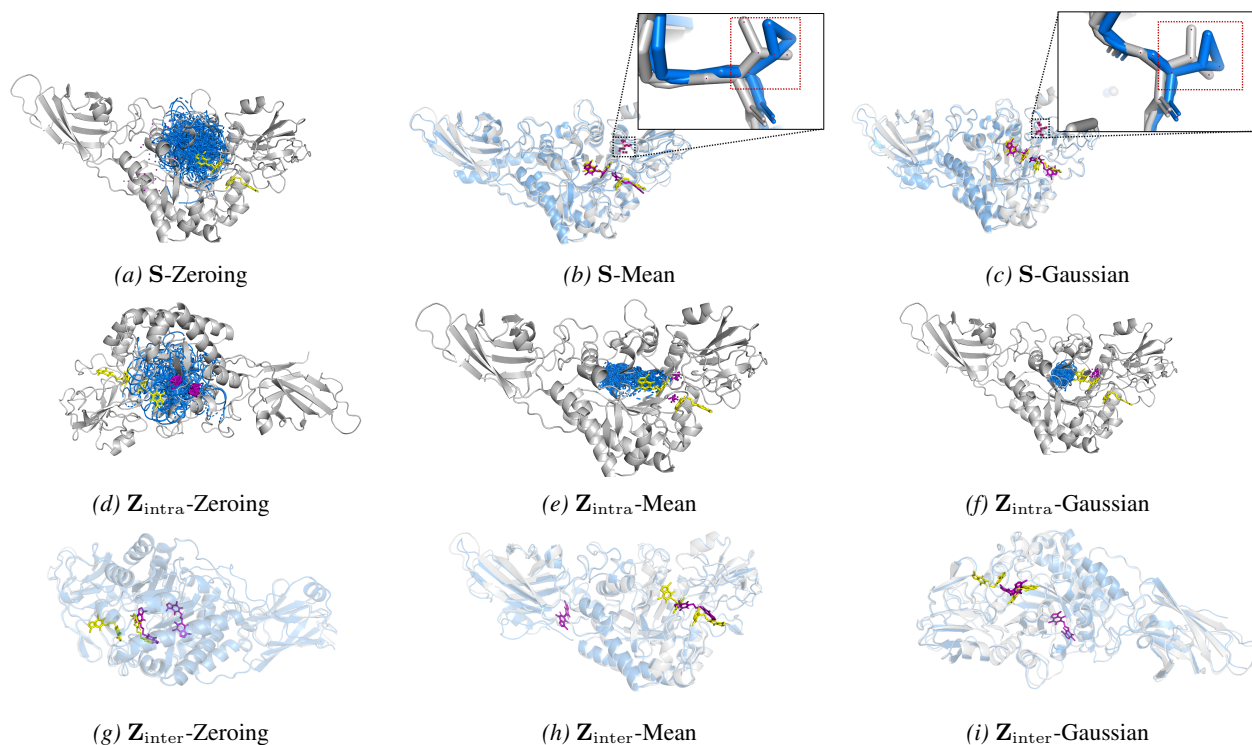 (a) S-Zeroing
(b) S-Mean
(c) S-Gaussian
(d) Zintra-Zeroing
(e) Zintra-Mean
(f) Zintra-Gaussian
(g) Zinter-Zeroing
(h) Zinter-Mean
(i) Zinter-Gaussian